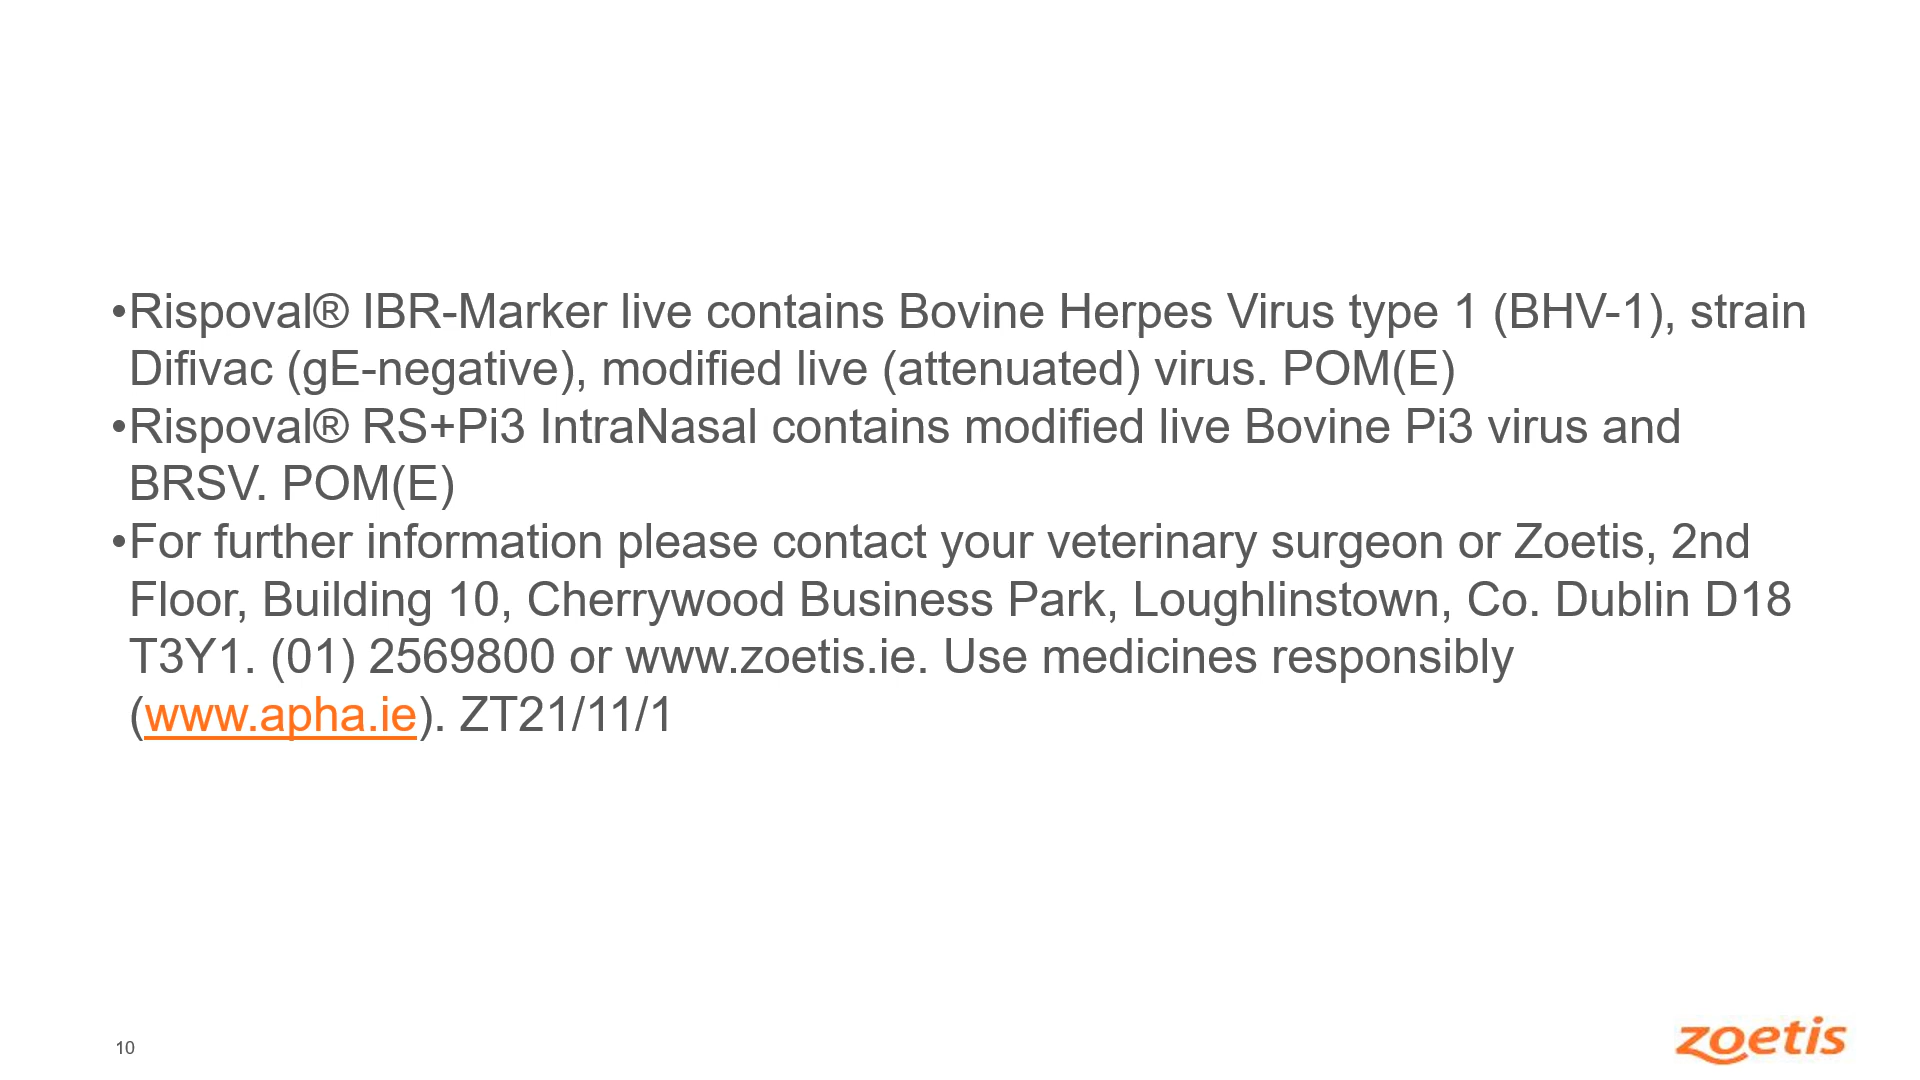 •Rispoval® IBR-Marker live contains Bovine Herpes Virus type 1 (BHV-1), strain
Difivac (gE-negative), modified live (attenuated) virus. POM(E)
•Rispoval® RS+Pi3 IntraNasal contains modified live Bovine Pi3 virus and
BRSV. POM(E)
•For further information please contact your veterinary surgeon or Zoetis, 2nd
Floor, Building 10, Cherrywood Business Park, Loughlinstown, Co. Dublin D18
T3Y1. (01) 2569800 or www.zoetis.ie. Use medicines responsibly
(www.apha.ie). ZT21/11/1
10
zoetis